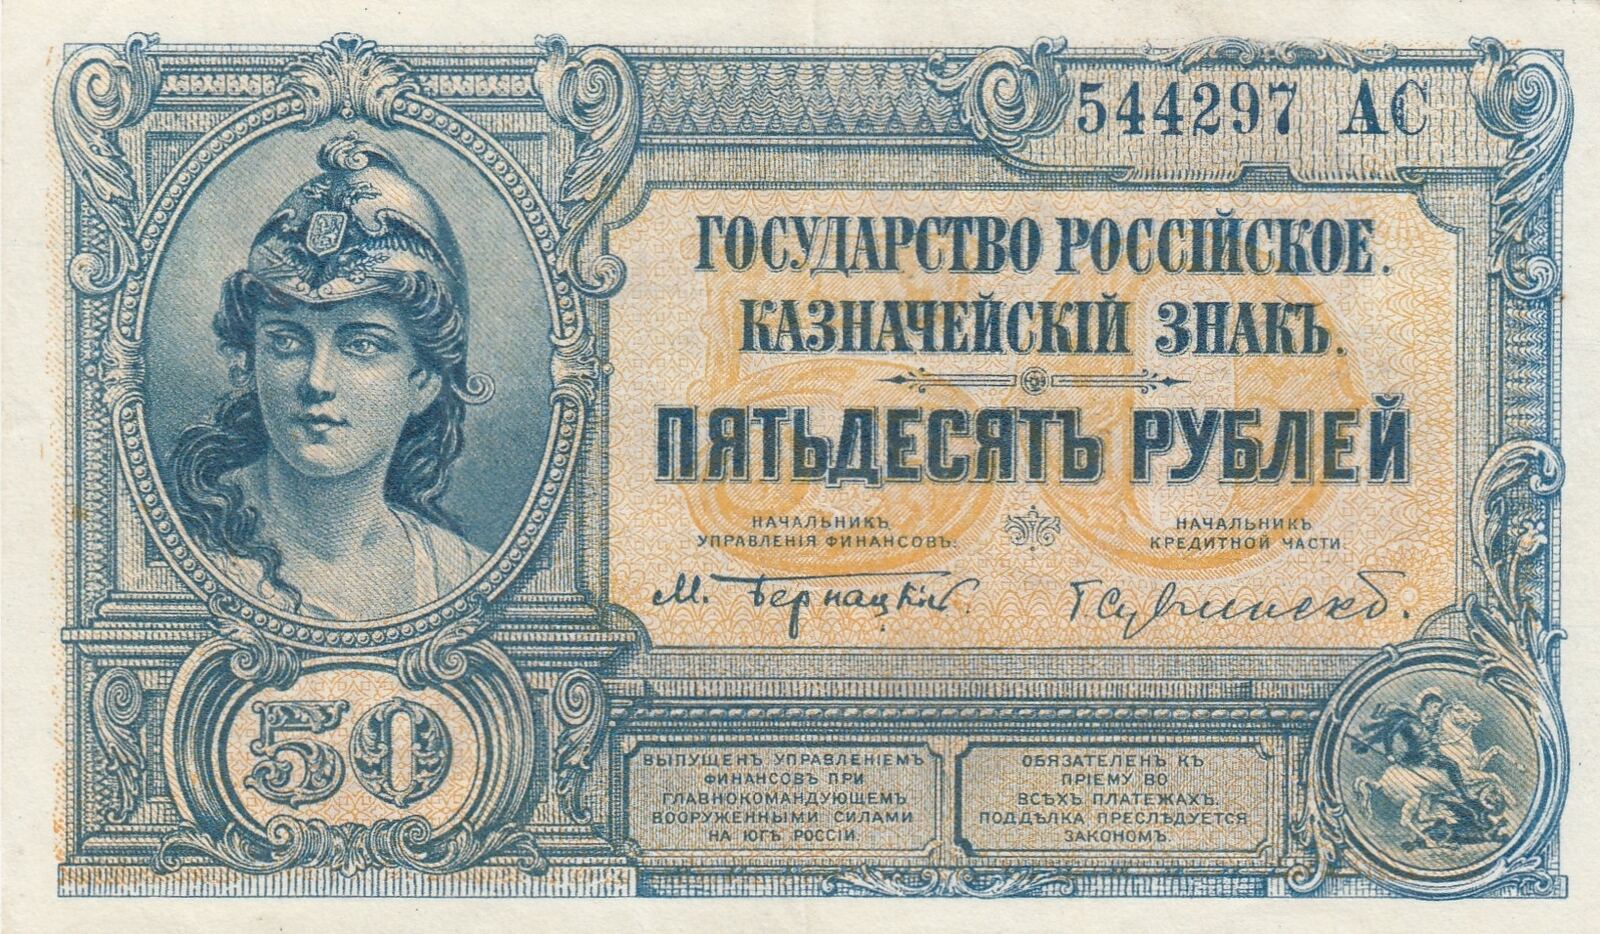 544297 АС
ГОСУДАРСТВО РОССІЙСКОЕ.
КАЗНАЧЕЙСКІЙ ЗНАКЪ.
ПЯТЬДЕСЯТЪ РУБЛЕЙ
НАЧАЛЬНИКЪ
УПРАВЛЕНІЯ ФИНАНСОВЪ:
М. Бернацкій.
НАЧАЛЬНИКЪ
КРЕДИТНОЙ ЧАСТИ:
50
ВЫПУЩЕНЪ УПРАВЛЕНІЕМЪ
ФИНАНСОВЪ ПРИ
ГЛАВНОКОМАНДУЮЩЕМЪ
ВООРУЖЕННЫМИ СИЛАМИ
НА ЮГѢ РОССІИ.
ОБЯЗАТЕЛЕНЪ КЪ
ПРІЕМУ ВО
ВСѢХЪ ПЛАТЕЖАХЪ.
ПОДДѢЛКА ПРЕСЛѢДУЕТСЯ
ЗАКОНОМЪ.